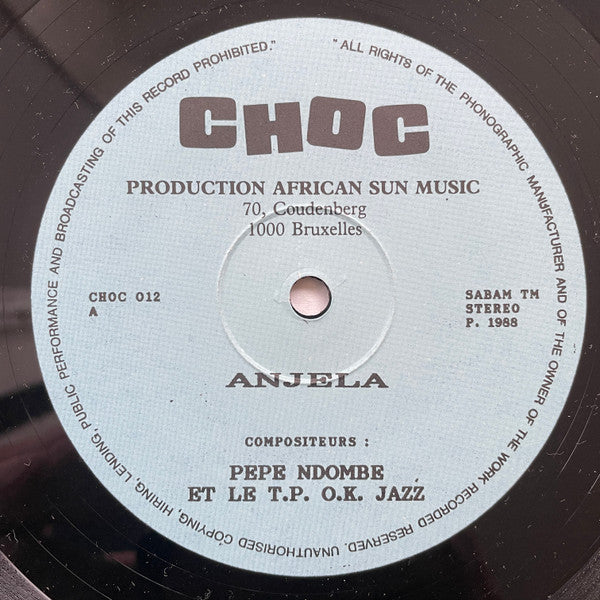 "ALL RIGHTS OF THE PHONOGRAPHIC MANUFACTURER AND OF THE OWNER OF THE WORK RECORDED RESERVED. UNAUTHORISED COPYING, HIRING, LENDING, PUBLIC PERFORMANCE AND BROADCASTING OF THIS RECORD PROHIBITED."
CHOC
PRODUCTION AFRICAN SUN MUSIC
70, Coudenberg
1000 Bruxelles
CHOC 012
A
SABAM TM
STEREO
P. 1988
ANJELA
COMPOSITEURS :
PEPE NDOMBE
ET LE T.P. O.K. JAZZ